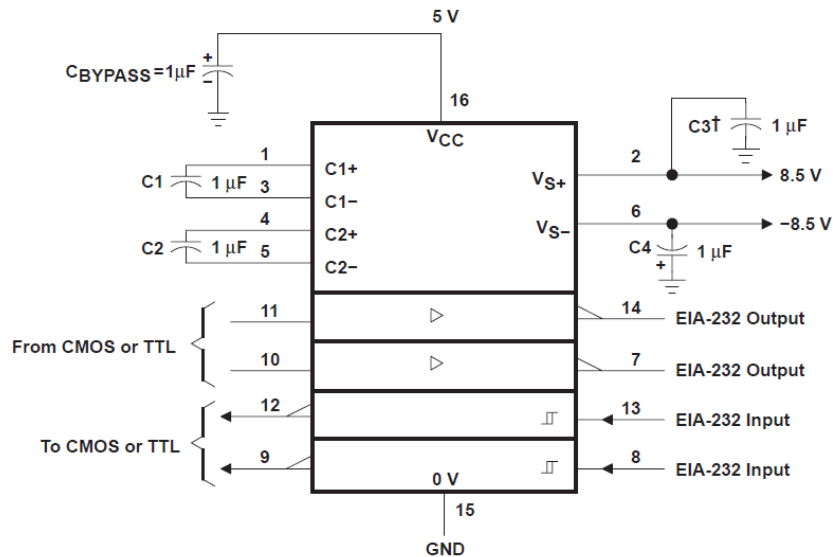 5 V
CBYPASS = 1μF
+
−
16
VCC
C3† 1 μF
1
C1+
2
VS+
8.5 V
C1 1 μF
3
C1−
4
C2+
6
VS−
−8.5 V
C2 1 μF
5
C2−
C4 1 μF
+
11
14
EIA-232 Output
From CMOS or TTL
10
7
EIA-232 Output
12
13
EIA-232 Input
To CMOS or TTL
9
8
EIA-232 Input
0 V
15
GND